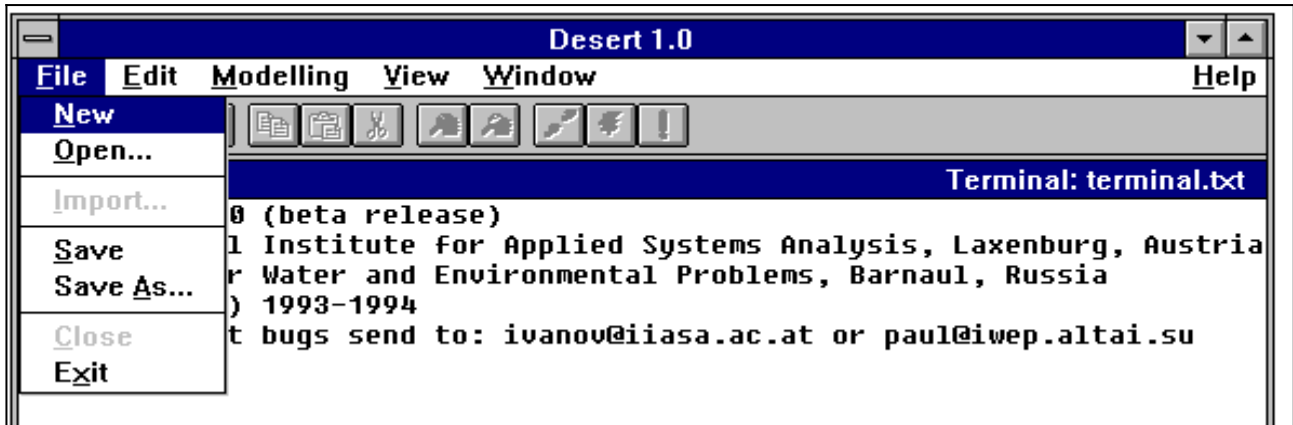 Desert 1.0
File Edit Modelling View Window Help
New
Open...
Import...
Save
Save As...
Close
Exit
Terminal: terminal.txt
0 (beta release)
l Institute for Applied Systems Analysis, Laxenburg, Austria
r Water and Environmental Problems, Barnaul, Russia
) 1993-1994
t bugs send to: ivanov@iiasa.ac.at or paul@iwep.altai.su